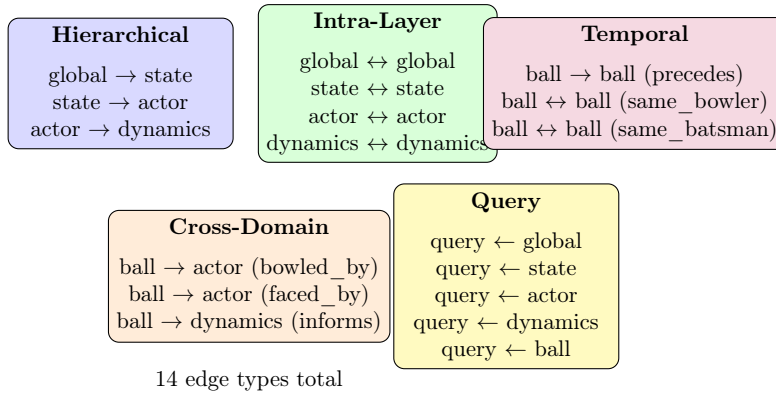 Hierarchical
global → state
state → actor
actor → dynamics
Intra-Layer
global ↔ global
state ↔ state
actor ↔ actor
dynamics ↔ dynamics
Temporal
ball → ball (precedes)
ball ↔ ball (same_bowler)
ball ↔ ball (same_batsman)
Cross-Domain
ball → actor (bowled_by)
ball → actor (faced_by)
ball → dynamics (informs)
Query
query ← global
query ← state
query ← actor
query ← dynamics
query ← ball
14 edge types total